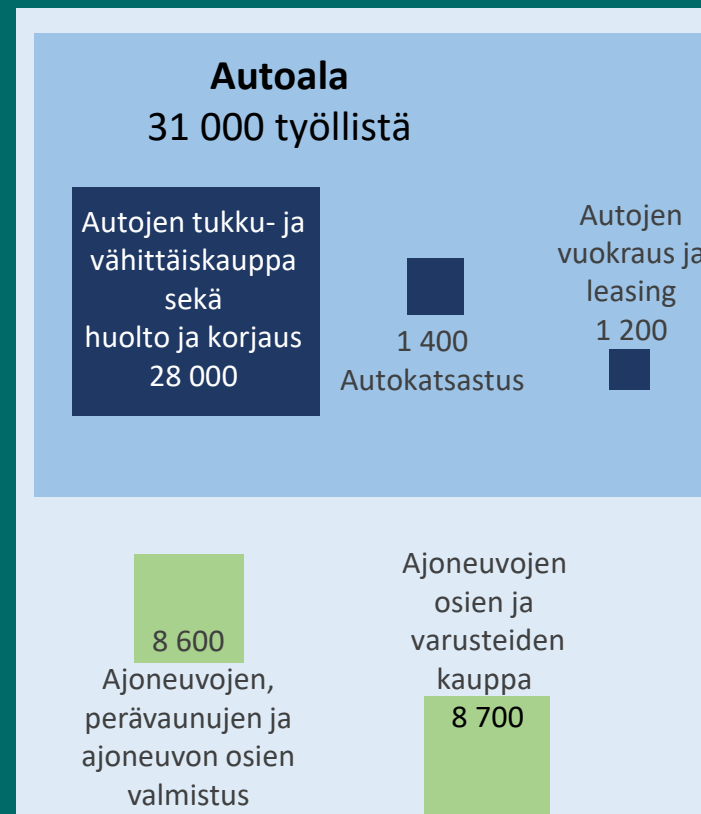 Autoala
31 000 työllistä
Autojen tukku- ja
vähittäiskauppa
sekä
huolto ja korjaus
28 000
1 400
Autokatsastus
Autojen
vuokraus ja
leasing
1 200
8 600
Ajoneuvojen,
perävaunujen ja
ajoneuvon osien
valmistus
Ajoneuvojen
osien ja
varusteiden
kauppa
8 700